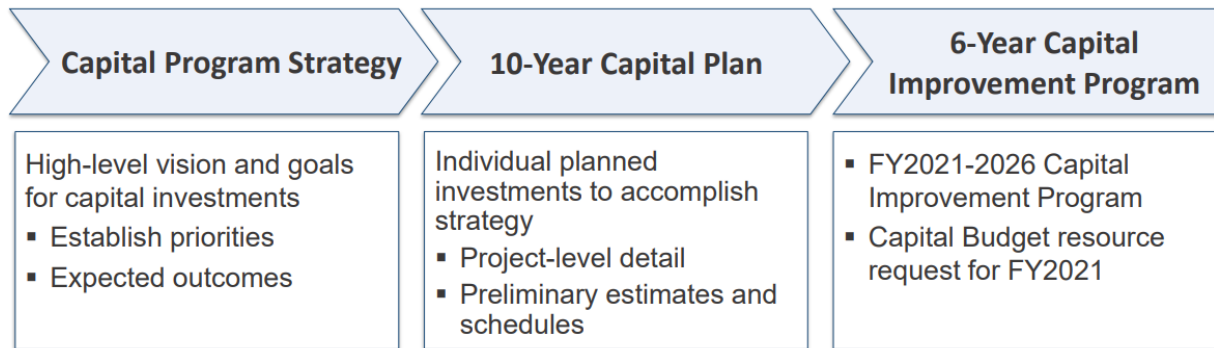 Capital Program Strategy
10-Year Capital Plan
6-Year Capital
Improvement Program
High-level vision and goals
for capital investments
▪ Establish priorities
▪ Expected outcomes
Individual planned
investments to accomplish
strategy
▪ Project-level detail
▪ Preliminary estimates and
schedules
▪ FY2021-2026 Capital
Improvement Program
▪ Capital Budget resource
request for FY2021